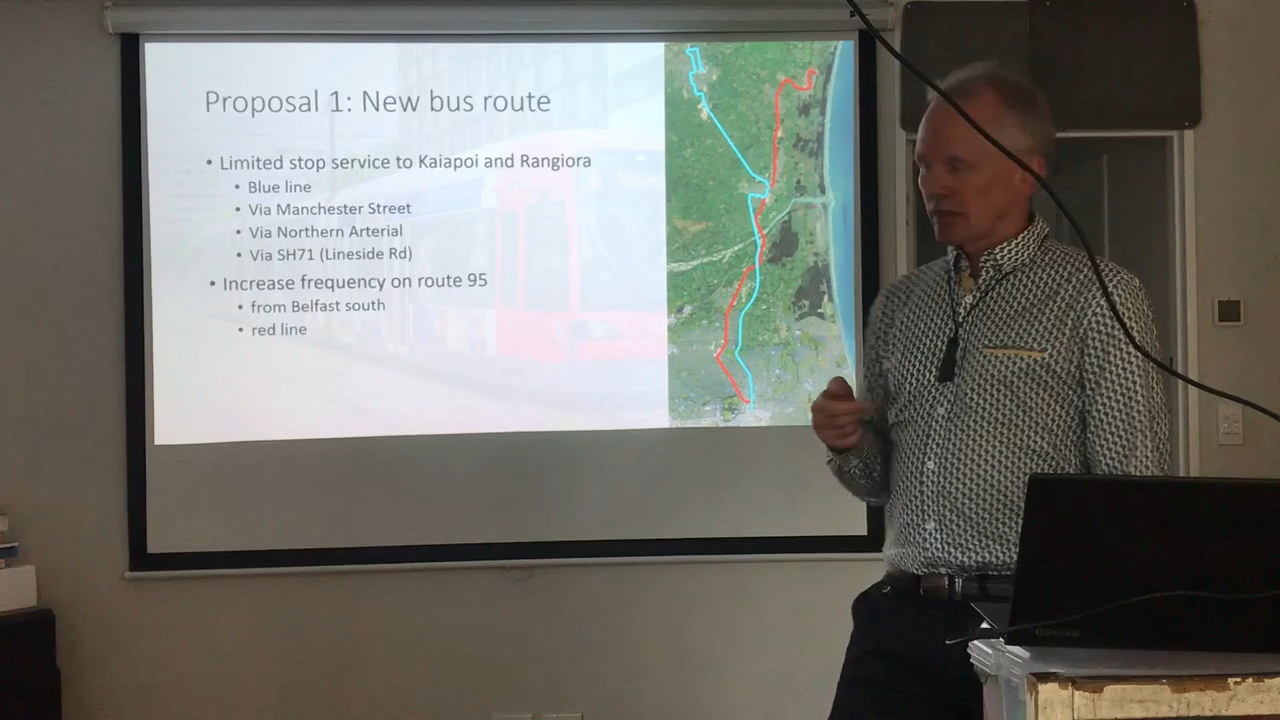 Proposal 1: New bus route
• Limited stop service to Kaiapoi and Rangiora
• Blue line
• Via Manchester Street
• Via Northern Arterial
• Via SH71 (Lineside Rd)
• Increase frequency on route 95
• from Belfast south
• red line